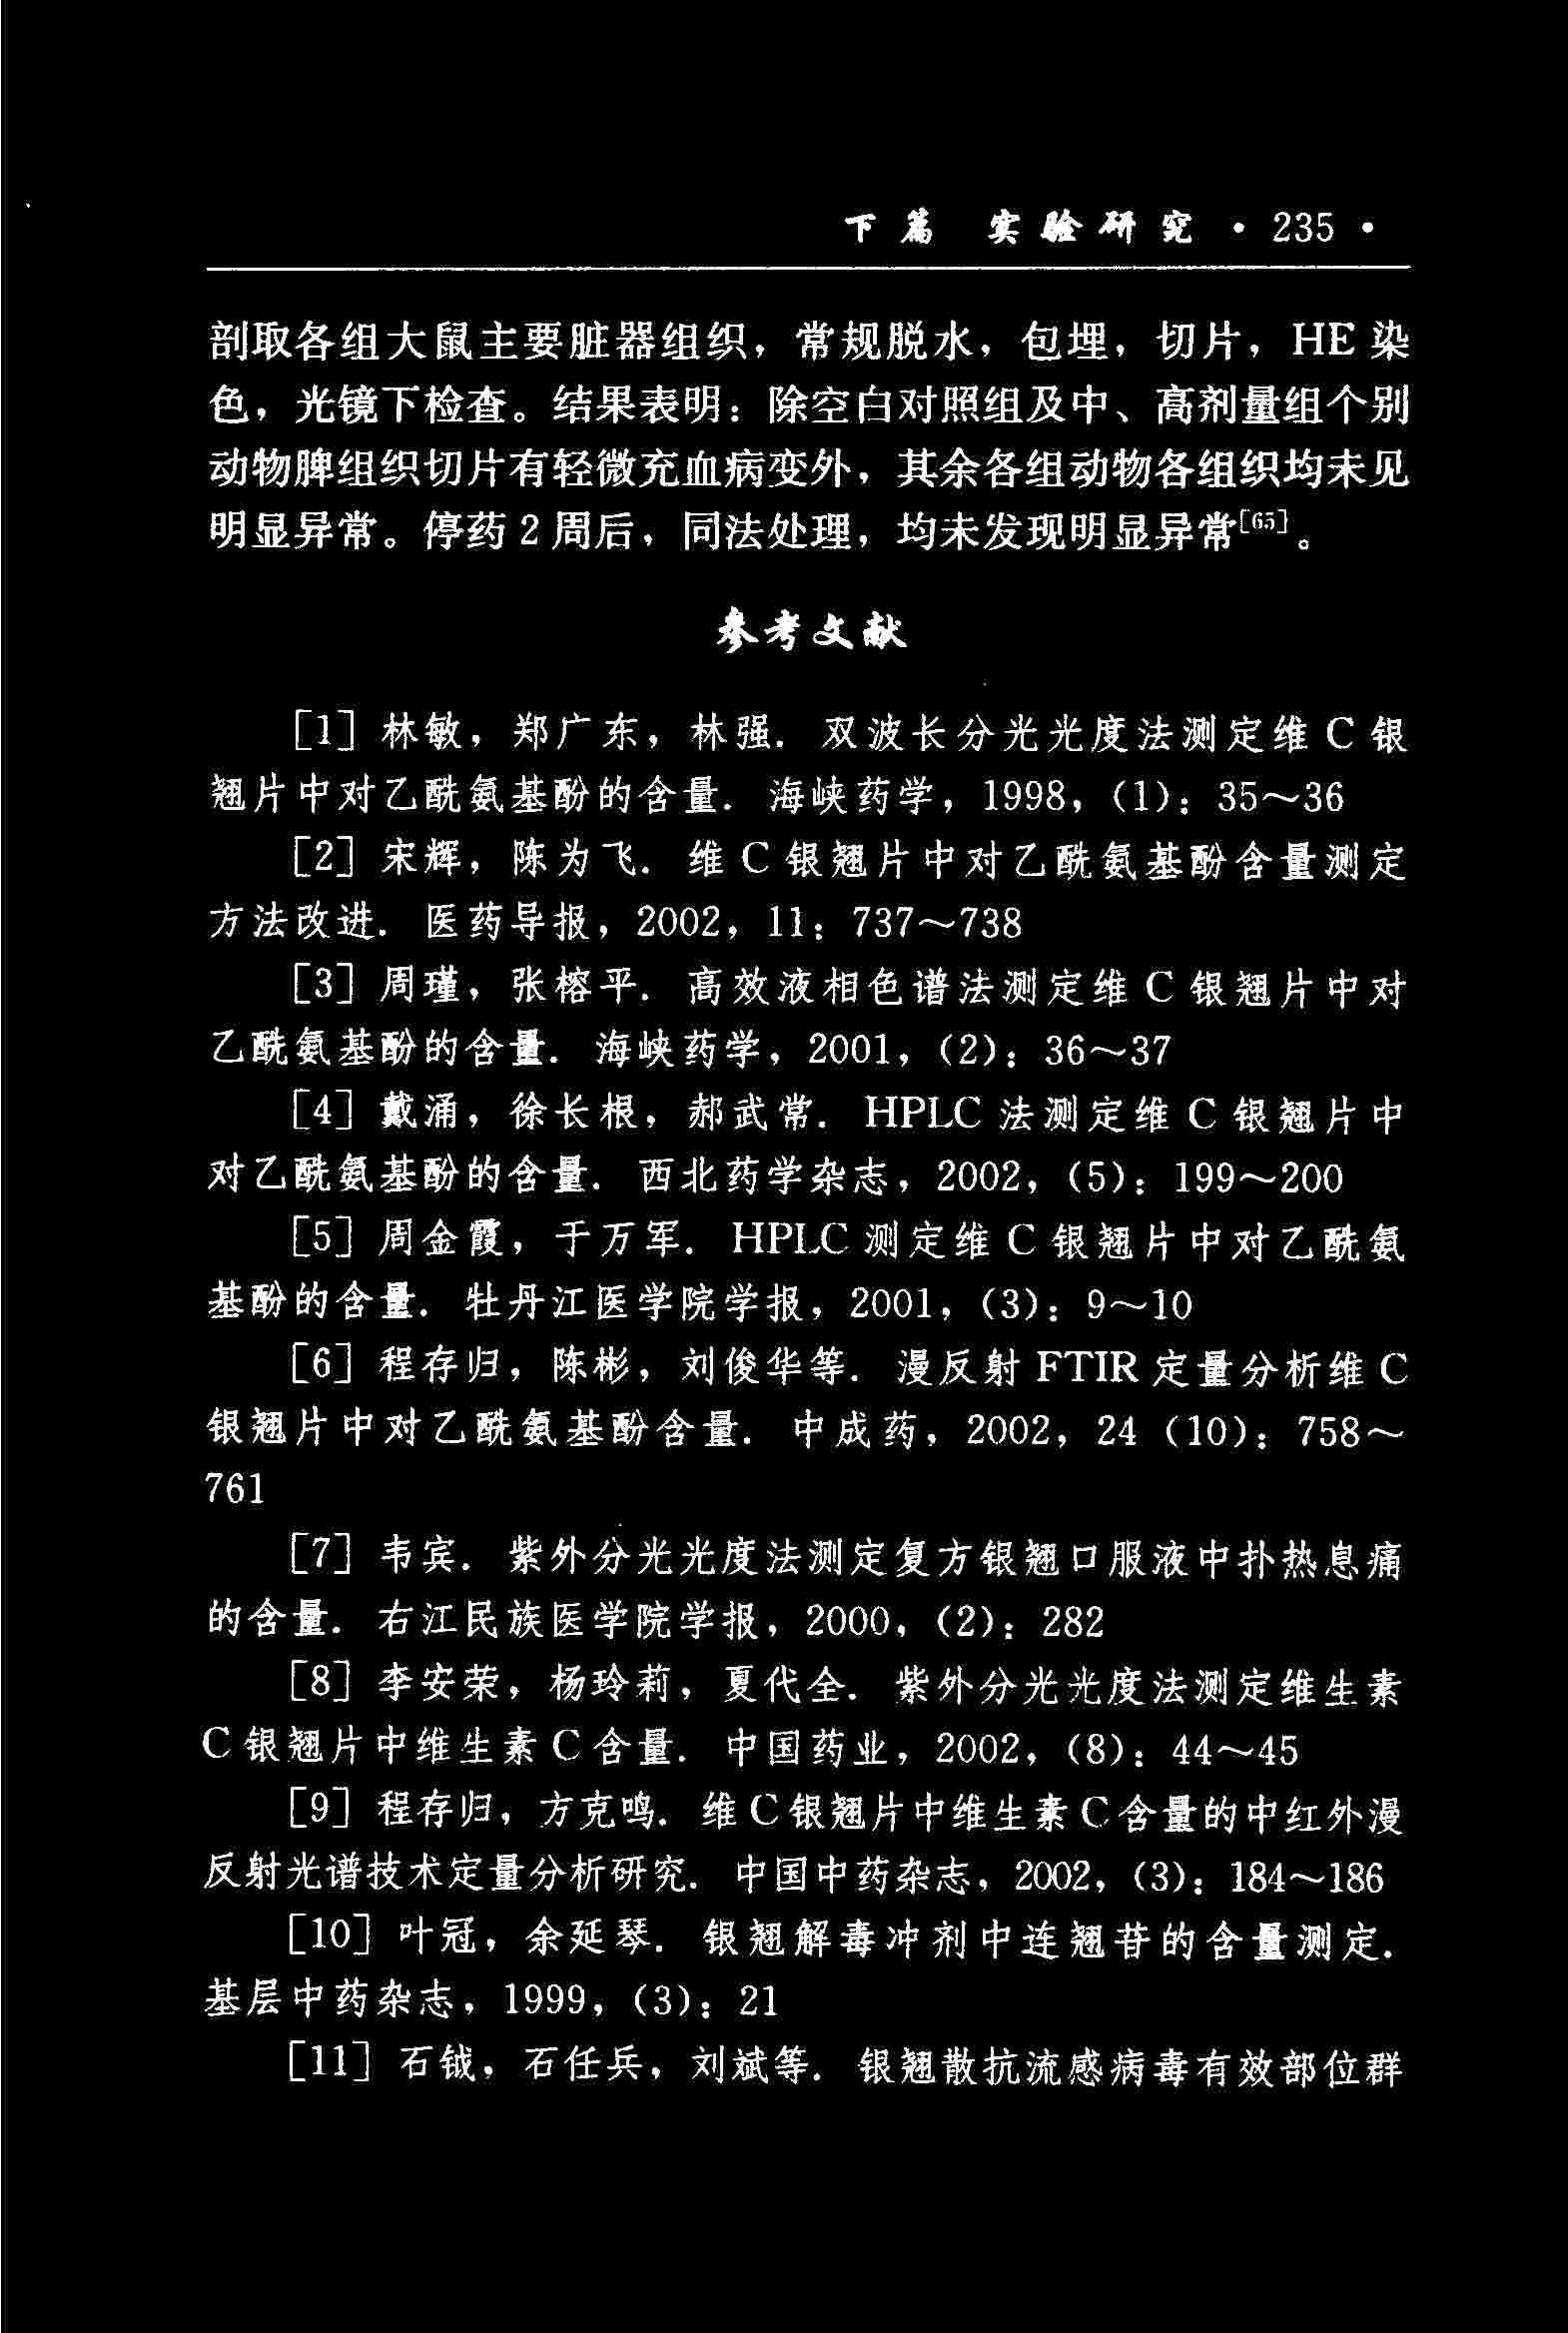 下篇 实验研究 · 235 ·
剖取各组大鼠主要脏器组织，常规脱水，包埋，切片，HE 染
色，光镜下检查。结果表明：除空白对照组及中、高剂量组个别
动物脾组织切片有轻微充血病变外，其余各组动物各组织均未见
明显异常。停药 2 周后，同法处理，均未发现明显异常[65]。
参考文献
[1] 林敏，郑广东，林强．双波长分光光度法测定维 C 银
翘片中对乙酰氨基酚的含量．海峡药学，1998，(1)：35～36
[2] 宋辉，陈为飞．维 C 银翘片中对乙酰氨基酚含量测定
方法改进．医药导报，2002，11：737～738
[3] 周瑾，张榕平．高效液相色谱法测定维 C 银翘片中对
乙酰氨基酚的含量．海峡药学，2001，(2)：36～37
[4] 戴涌，徐长根，郝武常．HPLC 法测定维 C 银翘片中
对乙酰氨基酚的含量．西北药学杂志，2002，(5)：199～200
[5] 周金霞，于万军．HPLC 测定维 C 银翘片中对乙酰氨
基酚的含量．牡丹江医学院学报，2001，(3)：9～10
[6] 程存归，陈彬，刘俊华等．漫反射 FTIR 定量分析维 C
银翘片中对乙酰氨基酚含量．中成药，2002，24 (10)：758～
761
[7] 韦宾．紫外分光光度法测定复方银翘口服液中扑热息痛
的含量．右江民族医学院学报，2000，(2)：282
[8] 李安荣，杨玲莉，夏代全．紫外分光光度法测定维生素
C 银翘片中维生素 C 含量．中国药业，2002，(8)：44～45
[9] 程存归，方克鸣．维 C 银翘片中维生素 C 含量的中红外漫
反射光谱技术定量分析研究．中国中药杂志，2002，(3)：184～186
[10] 叶冠，余延琴．银翘解毒冲剂中连翘苷的含量测定．
基层中药杂志，1999，(3)：21
[11] 石钺，石任兵，刘斌等．银翘散抗流感病毒有效部位群